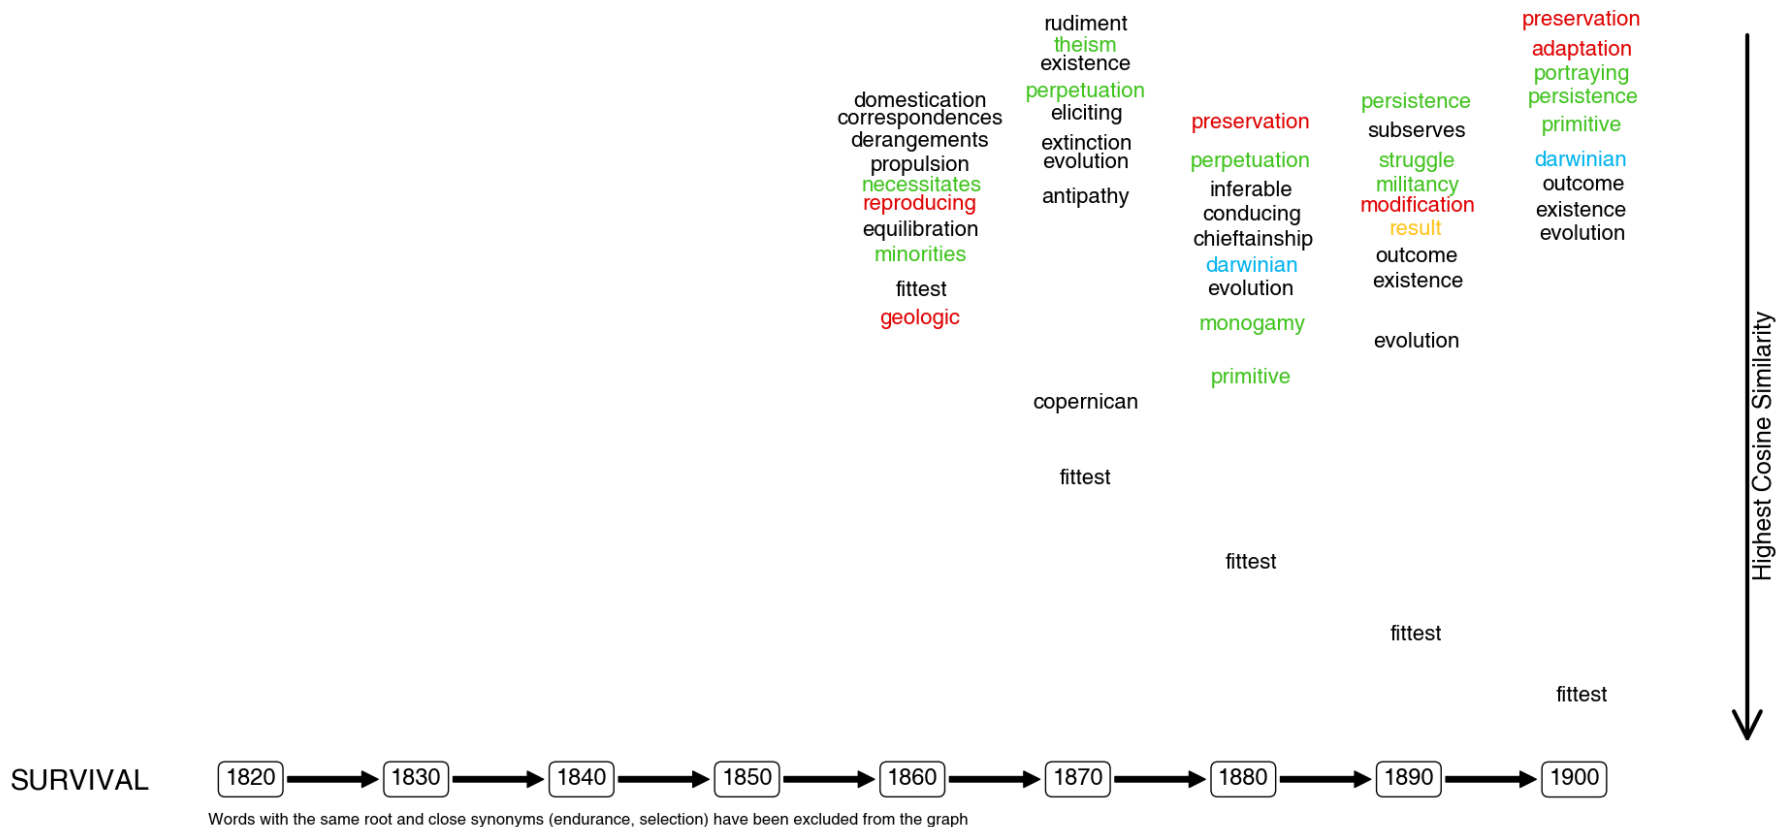 domestication
correspondences
derangements
propulsion
necessitates
reproducing
equilibration
minorities
fittest
geologic
rudiment
theism
existence
perpetuation
eliciting
extinction
evolution
antipathy
copernican
fittest
preservation
perpetuation
inferable
conducing
chieftainship
darwinian
evolution
monogamy
primitive
fittest
persistence
subserves
struggle
militancy
modification
result
outcome
existence
evolution
fittest
preservation
adaptation
portraying
persistence
primitive
darwinian
outcome
existence
evolution
fittest
Highest Cosine Similarity
SURVIVAL 1820 1830 1840 1850 1860 1870 1880 1890 1900
Words with the same root and close synonyms (endurance, selection) have been excluded from the graph